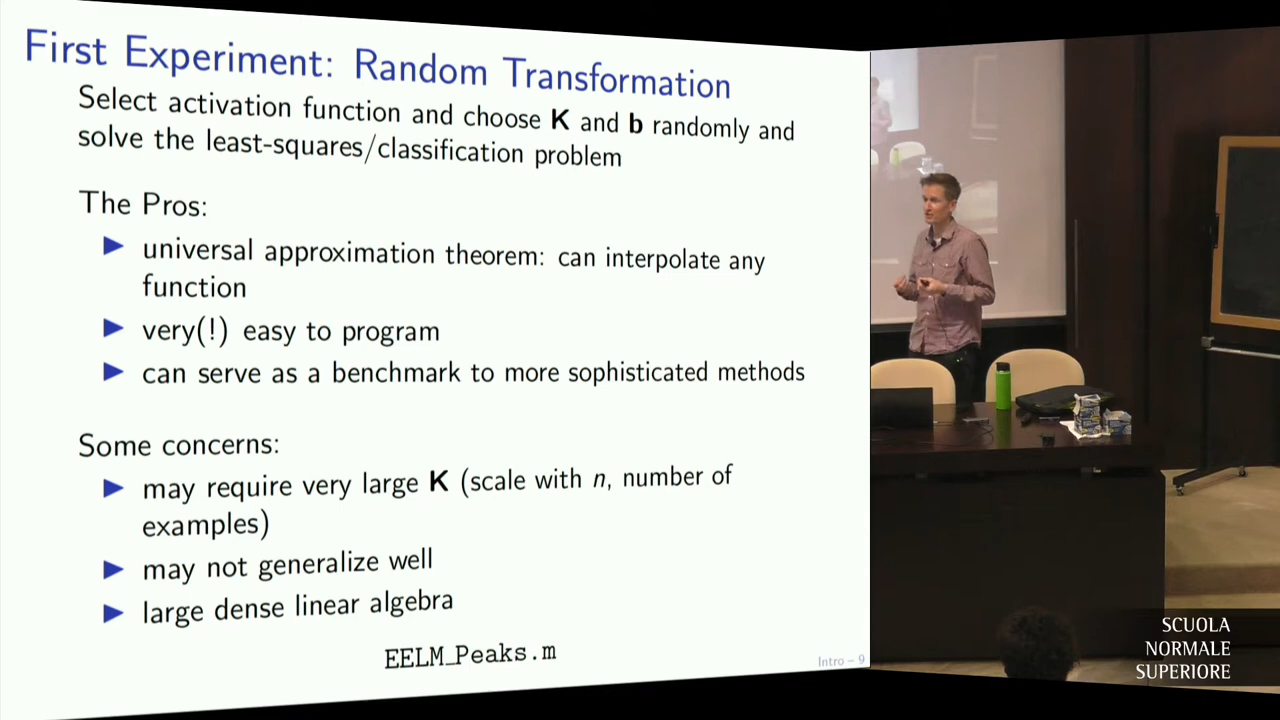 First Experiment: Random Transformation
Select activation function and choose K and b randomly and
solve the least-squares/classification problem
The Pros:
▶ universal approximation theorem: can interpolate any
function
▶ very(!) easy to program
▶ can serve as a benchmark to more sophisticated methods
Some concerns:
▶ may require very large K (scale with n, number of
examples)
▶ may not generalize well
▶ large dense linear algebra
EELM_Peaks.m
Intro – 9
SCUOLA
NORMALE
SUPERIORE